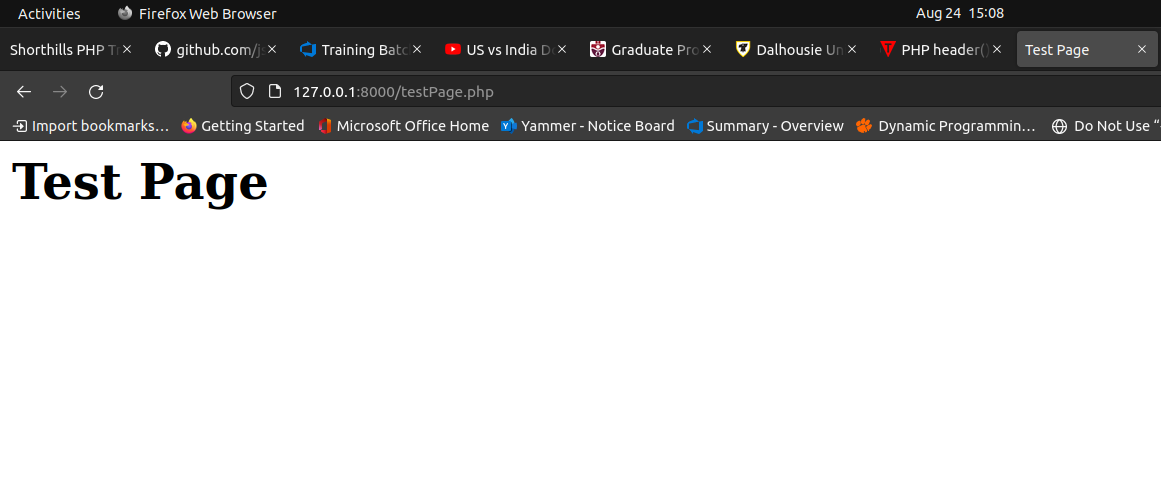 Activities Firefox Web Browser Aug 24 15:08
Shorthills PHP Tr github.com/js Training Batc US vs India De Graduate Pro Dalhousie Un PHP header() Test Page
127.0.0.1:8000/testPage.php
Import bookmarks… Getting Started Microsoft Office Home Yammer - Notice Board Summary - Overview Dynamic Programmin… Do Not Use “
Test Page